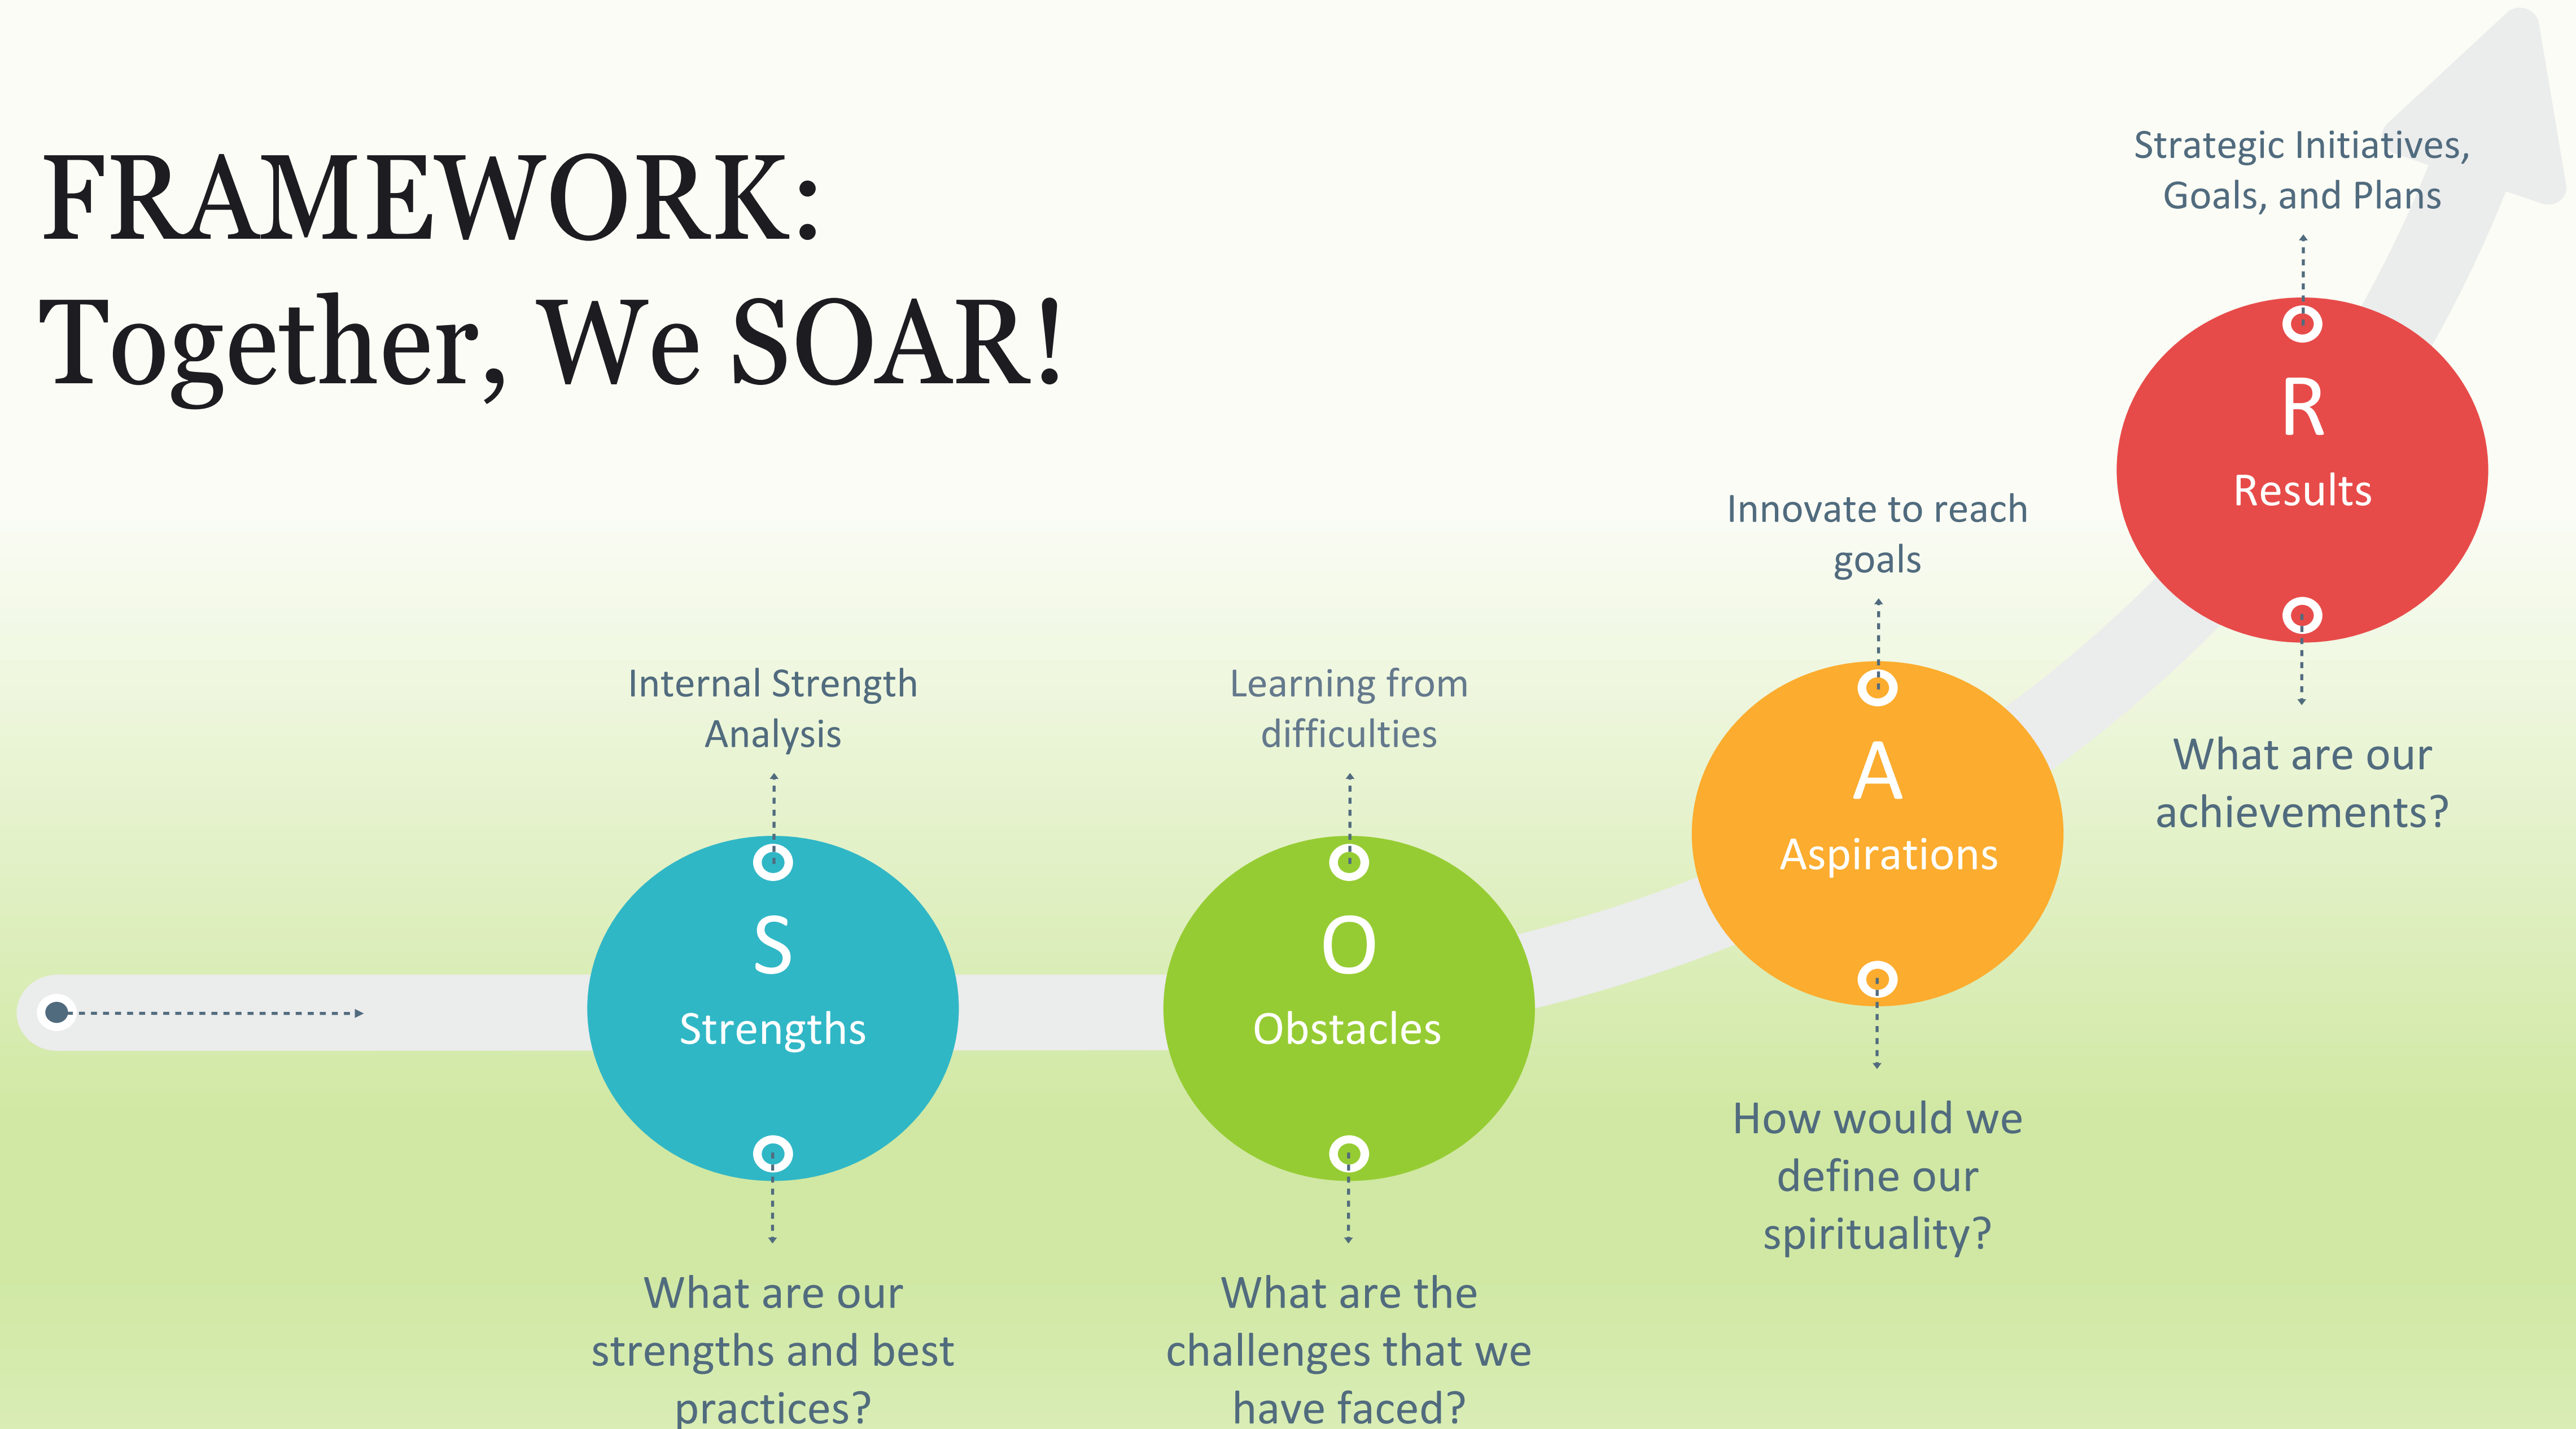 FRAMEWORK:
Together, We SOAR!
Internal Strength
Analysis
S
Strengths
What are our
strengths and best
practices?
Learning from
difficulties
O
Obstacles
What are the
challenges that we
have faced?
Innovate to reach
goals
A
Aspirations
How would we
define our
spirituality?
Strategic Initiatives,
Goals, and Plans
R
Results
What are our
achievements?